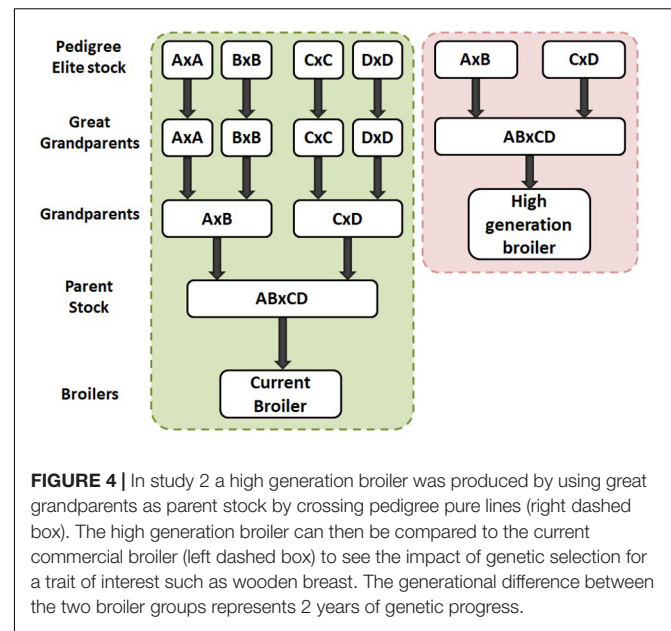 Pedigree
Elite stock
AxA BxB CxC DxD
Great
Grandparents
AxA BxB CxC DxD
Grandparents
AxB CxD
Parent
Stock
ABxCD
Broilers
Current
Broiler
AxB CxD
ABxCD
High
generation
broiler
FIGURE 4 | In study 2 a high generation broiler was produced by using great
grandparents as parent stock by crossing pedigree pure lines (right dashed
box). The high generation broiler can then be compared to the current
commercial broiler (left dashed box) to see the impact of genetic selection for
a trait of interest such as wooden breast. The generational difference between
the two broiler groups represents 2 years of genetic progress.